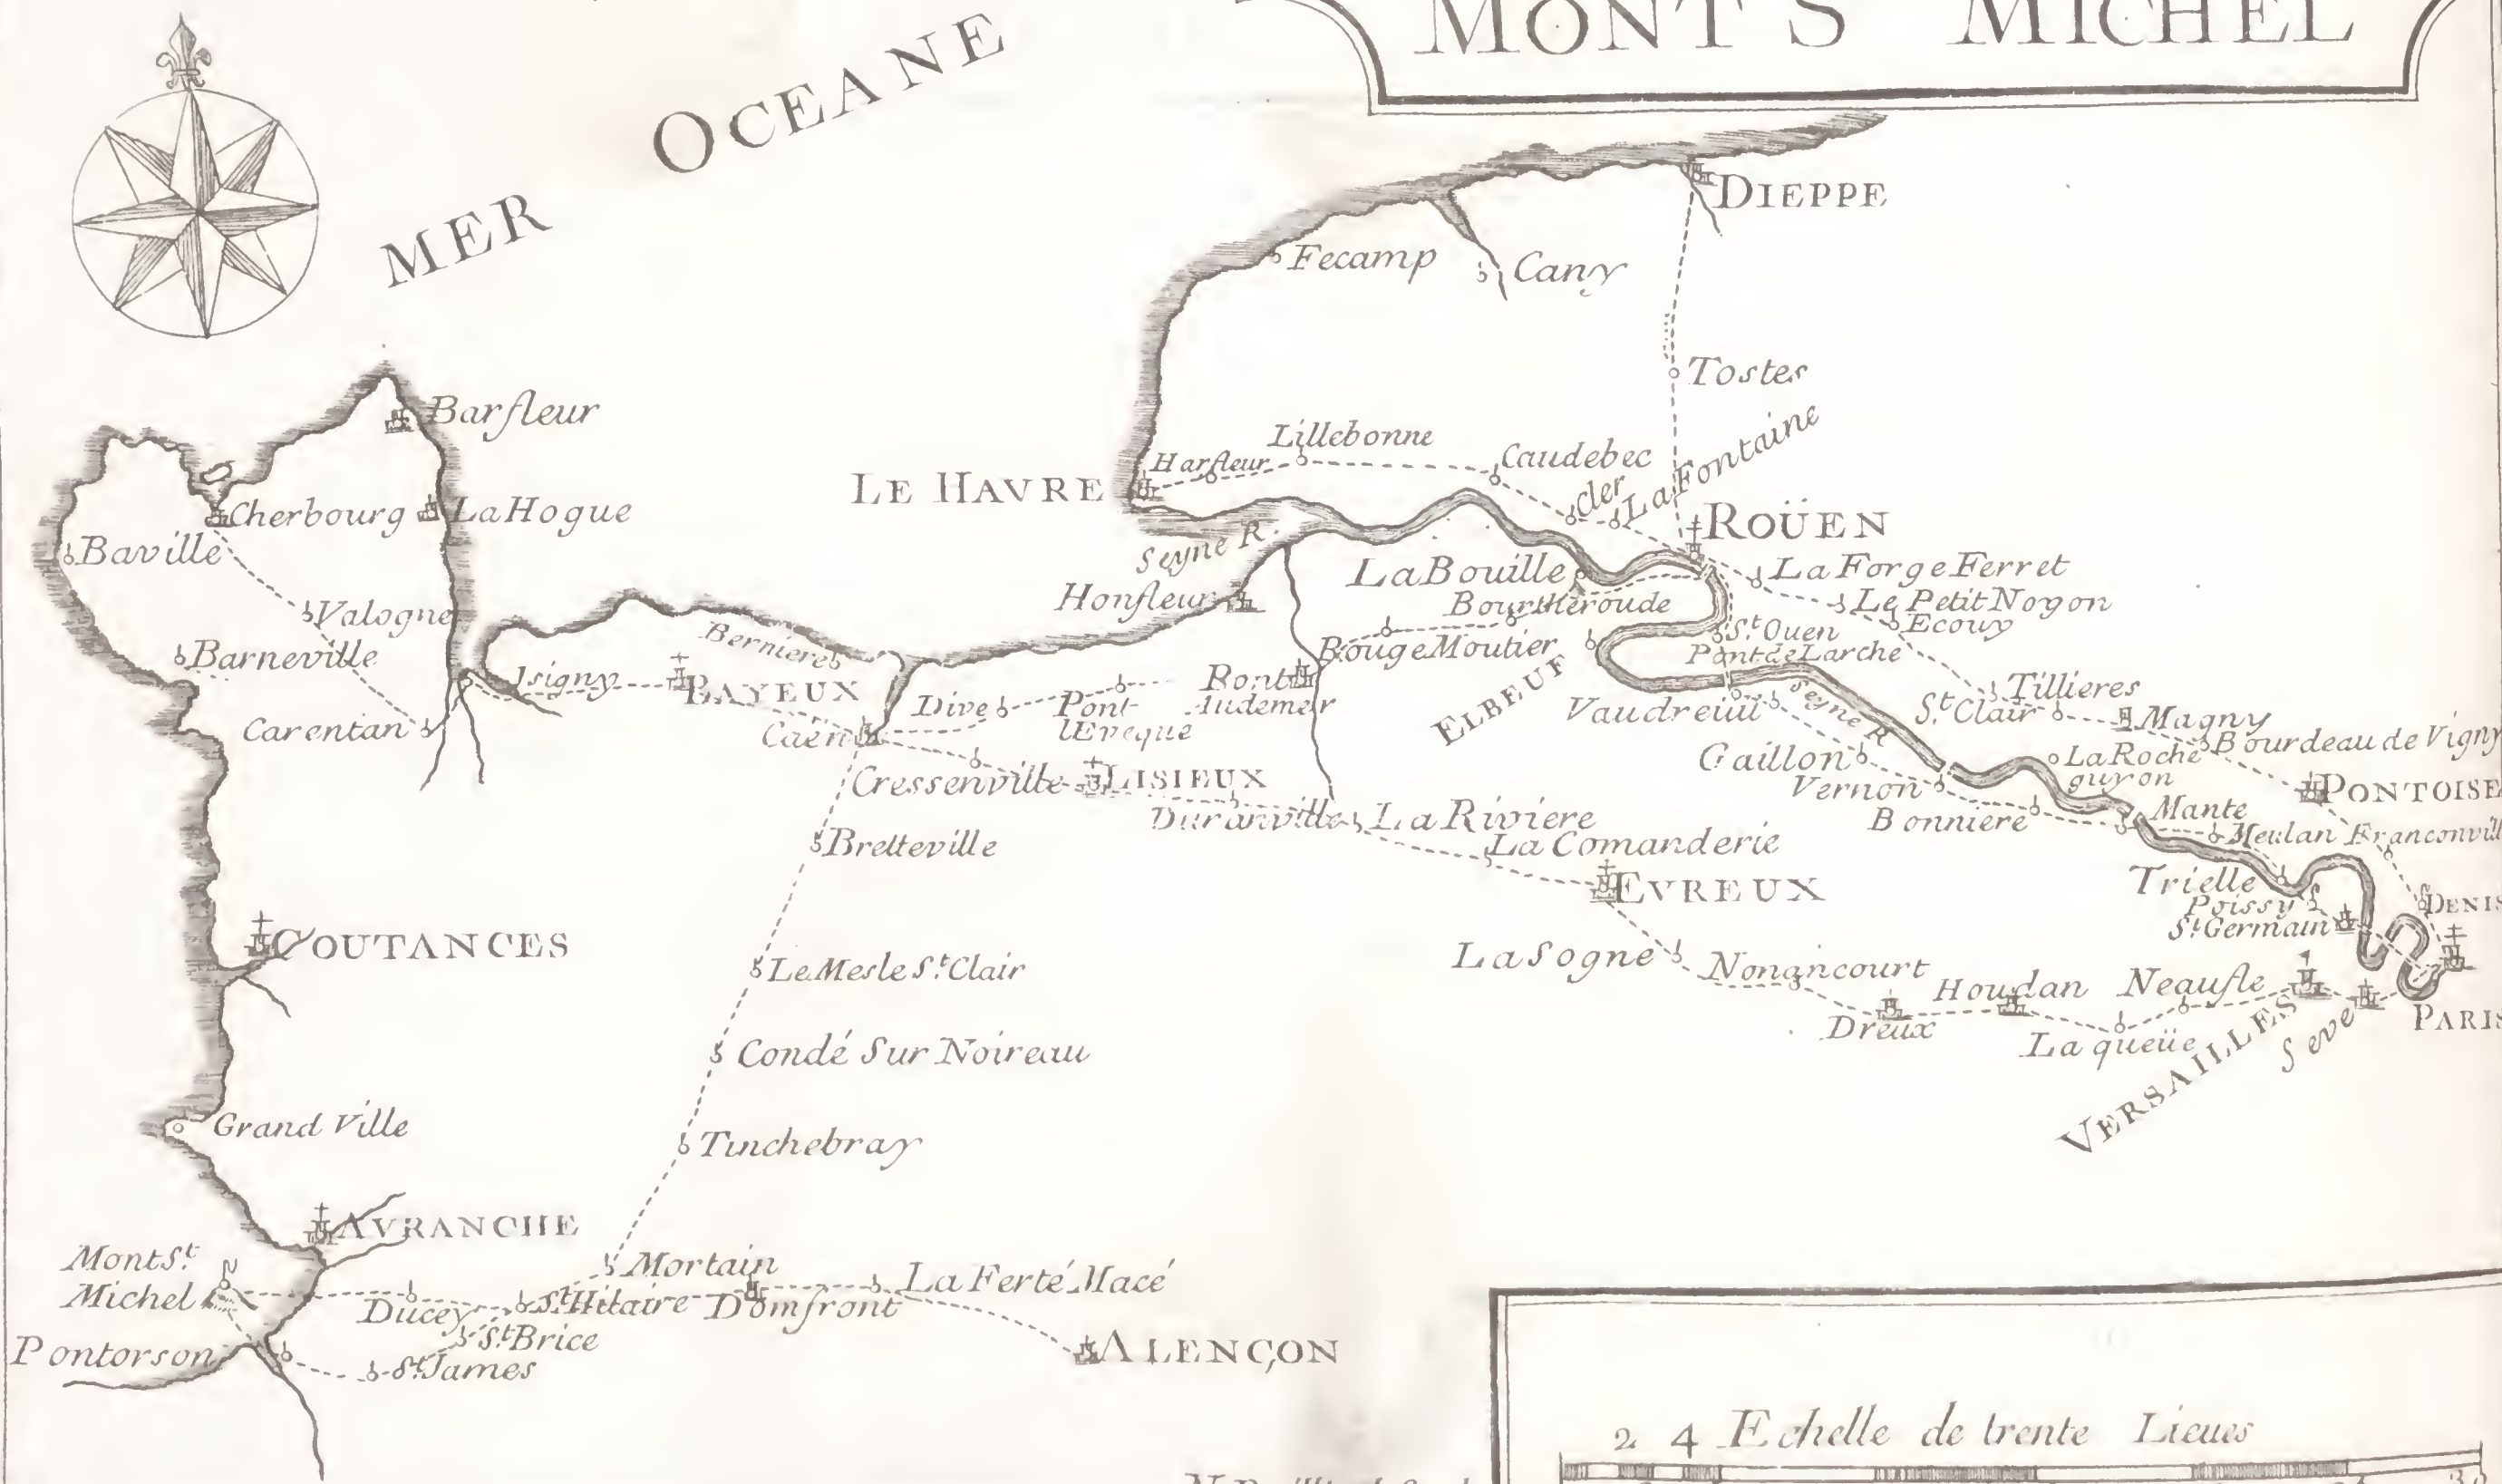 MONT S MICHEL
MER OCEANE
DIEPPE
Fecamp
Cany
Tostes
Barfleur
Lillebonne
Harfleur
Caudebec
Cler
La Fontaine
LE HAVRE
Cherbourg
La Hogue
ROÜEN
Baville
Seyne R.
La Bouille
La Forge Ferret
Honfleur
Bourtheroude
Le Petit Noyon
Valogne
Ecouy
Bernieres
St. Ouen
Barneville
Rouge Moutier
Pont de Larche
Isigny
BAYEUX
Pont
Audemer
ELBEUF
Tillieres
Dive
Pont
l'Eveque
Vaudreuil
Seyne R
St. Clair
Magny
Carentan
Caën
Bourdeau de Vigny
Gaillon
La Roche
guyon
Cressenville
LISIEUX
Vernon
PONTOISE
Duranville
La Riviere
Bonniere
Mante
Meulan
Franconvill
Bretteville
La Comanderie
EVREUX
Trielle
Poissy
S DENIS
St. Germain
COUTANCES
La Sogne
Nonancourt
Le Mesle St. Clair
Houdan
Neaufle
Dreux
La queüe
VERSAILLES
Seve
PARIS
Condé Sur Noireau
Grand Ville
Tinchebray
AVRANCHE
Mont St.
Michel
Mortain
La Ferté Macé
Ducey
St. Hilaire
Domfront
St. Brice
Pontorson
St. James
ALENÇON
Echelle de trente Lieues
2 4
30